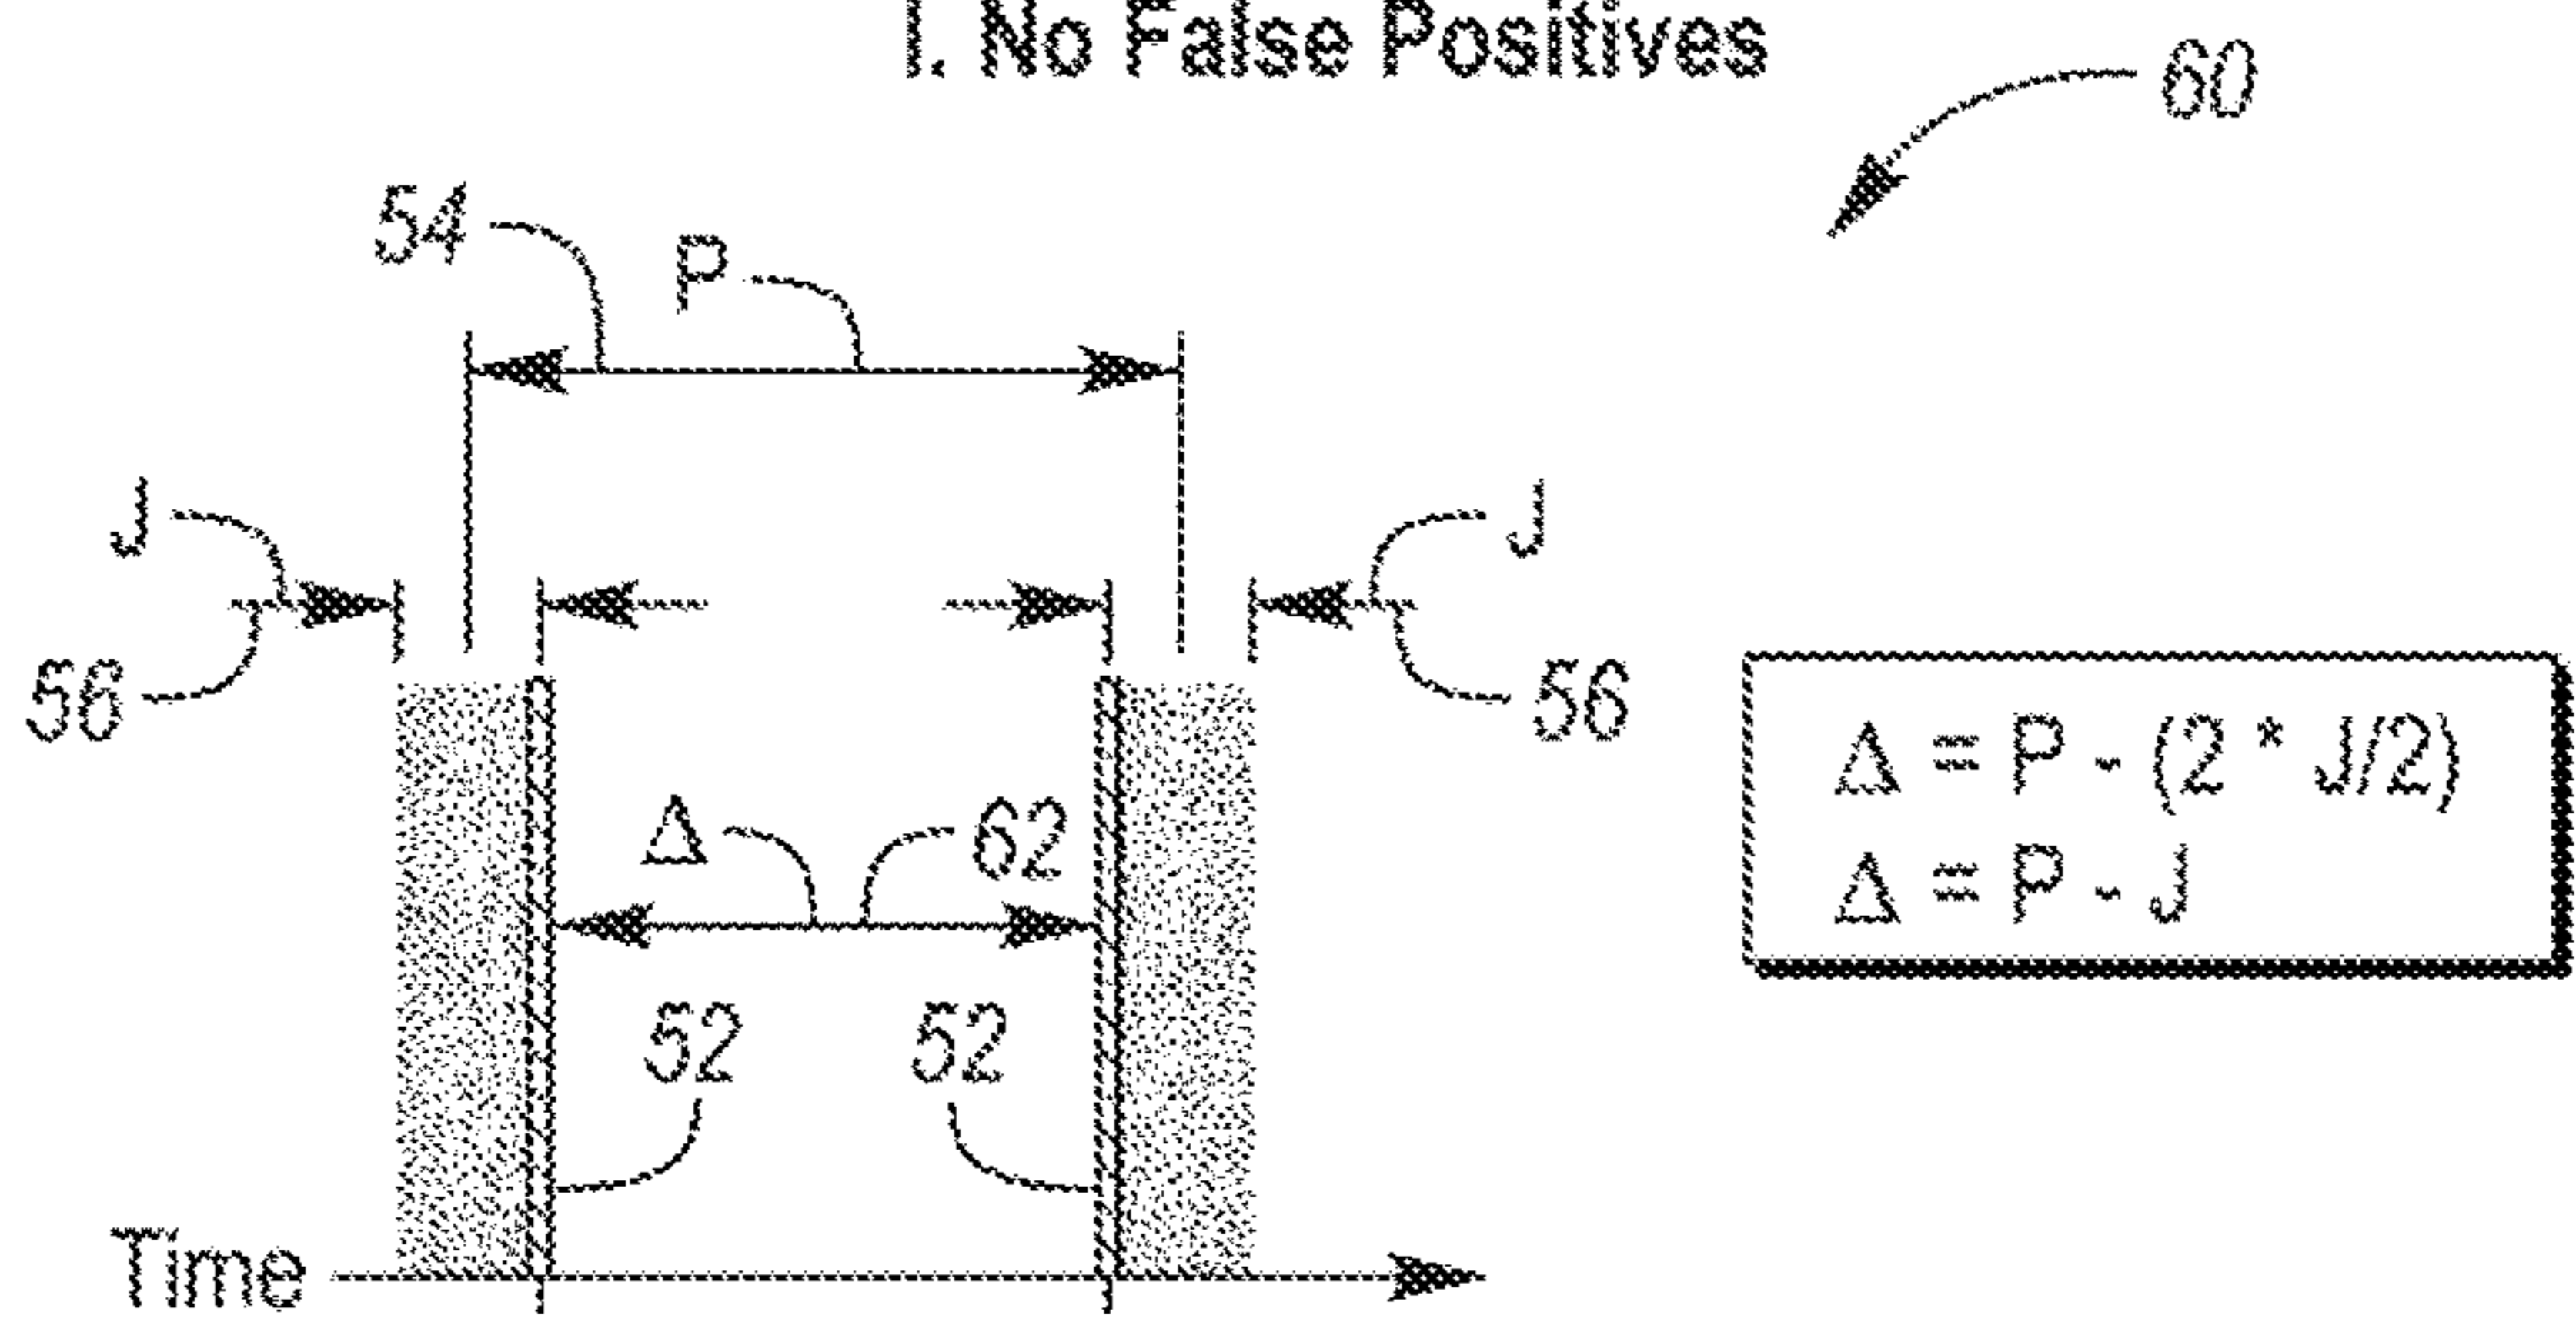 I. No False Positives
60
54
P
J
J
56
56
Δ = P - (2 * J/2)
Δ = P - J
Δ
62
52
52
Time